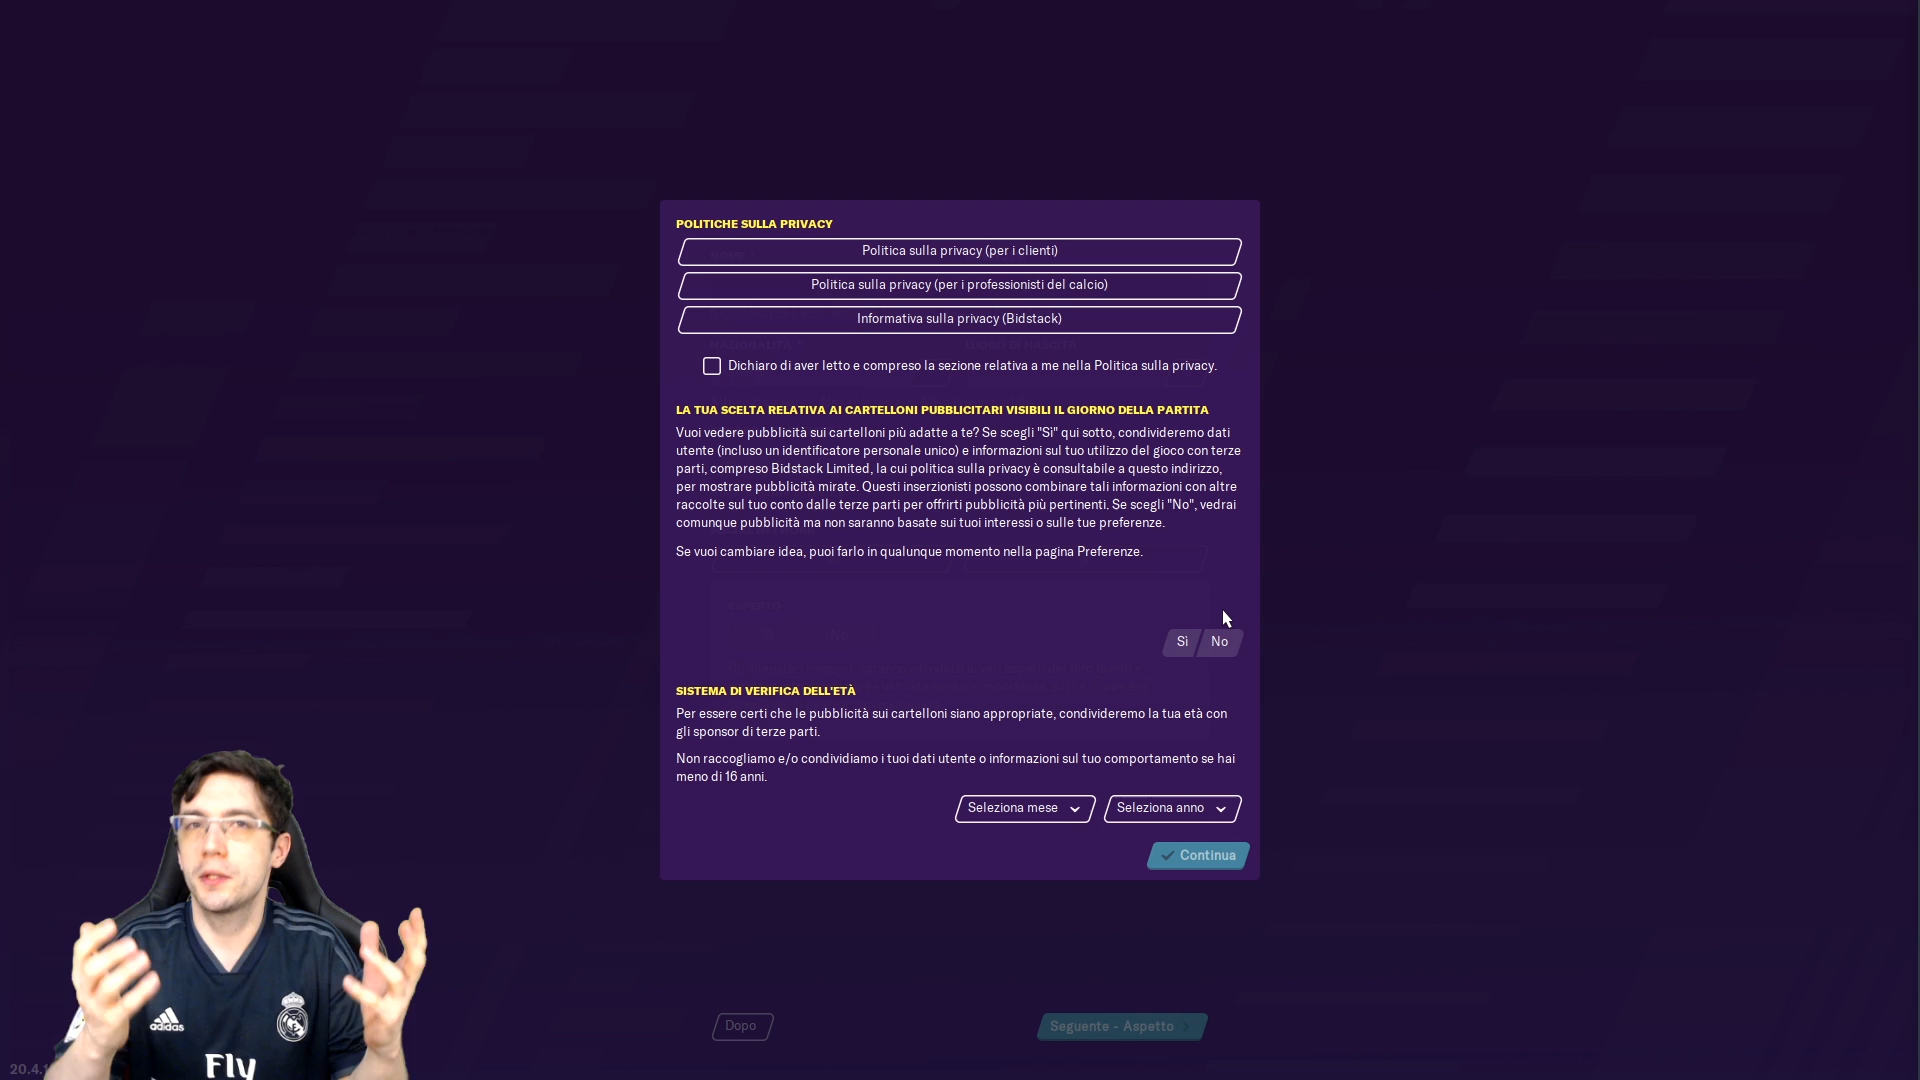 POLITICHE SULLA PRIVACY
Politica sulla privacy (per i clienti)
Politica sulla privacy (per i professionisti del calcio)
Informativa sulla privacy (Bidstack)
Dichiaro di aver letto e compreso la sezione relativa a me nella Politica sulla privacy.
LA TUA SCELTA RELATIVA AI CARTELLONI PUBBLICITARI VISIBILI IL GIORNO DELLA PARTITA
Vuoi vedere pubblicità sui cartelloni più adatte a te? Se scegli "Sì" qui sotto, condivideremo dati
utente (incluso un identificatore personale unico) e informazioni sul tuo utilizzo del gioco con terze
parti, compreso Bidstack Limited, la cui politica sulla privacy è consultabile a questo indirizzo,
per mostrare pubblicità mirate. Questi inserzionisti possono combinare tali informazioni con altre
raccolte sul tuo conto dalle terze parti per offrirti pubblicità più pertinenti. Se scegli "No", vedrai
comunque pubblicità ma non saranno basate sui tuoi interessi o sulle tue preferenze.
Se vuoi cambiare idea, puoi farlo in qualunque momento nella pagina Preferenze.
ESPERTO
No
Sì No
SISTEMA DI VERIFICA DELL'ETÀ
Per essere certi che le pubblicità sui cartelloni siano appropriate, condivideremo la tua età con
gli sponsor di terze parti.
Non raccogliamo e/o condividiamo i tuoi dati utente o informazioni sul tuo comportamento se hai
meno di 16 anni.
Seleziona mese Seleziona anno
Continua
Dopo
Seguente - Aspetto
adidas
Fly
20.4.